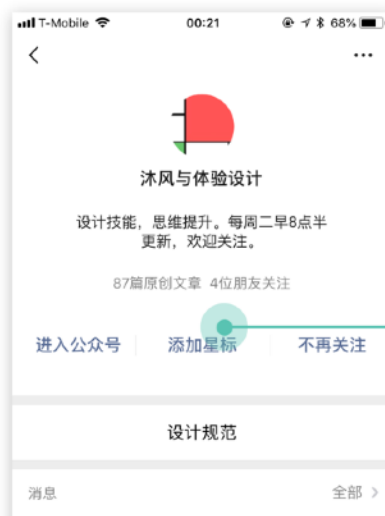 T-Mobile 00:21 68%
沐风与体验设计
设计技能，思维提升。每周二早8点半
更新，欢迎关注。
87篇原创文章 4位朋友关注
进入公众号 添加星标 不再关注
设计规范
消息 全部